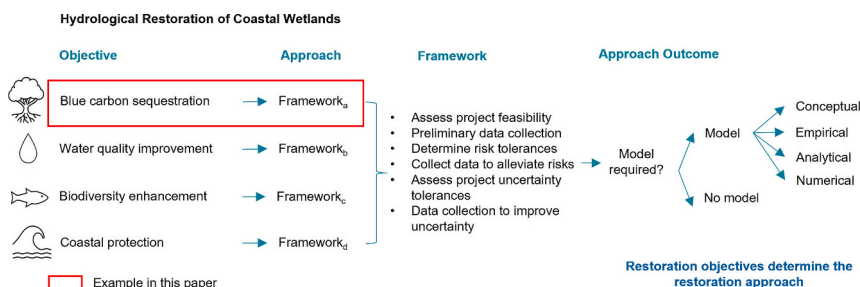 Hydrological Restoration of Coastal Wetlands
Objective
Approach
Framework
Approach Outcome
Blue carbon sequestration
Frameworkₐ
Water quality improvement
Framework_b
Biodiversity enhancement
Framework_c
Coastal protection
Framework_d
• Assess project feasibility
• Preliminary data collection
• Determine risk tolerances
• Collect data to alleviate risks
• Assess project uncertainty
tolerances
• Data collection to improve
uncertainty
Model
required?
Model
No model
Conceptual
Empirical
Analytical
Numerical
Example in this paper
Restoration objectives determine the
restoration approach